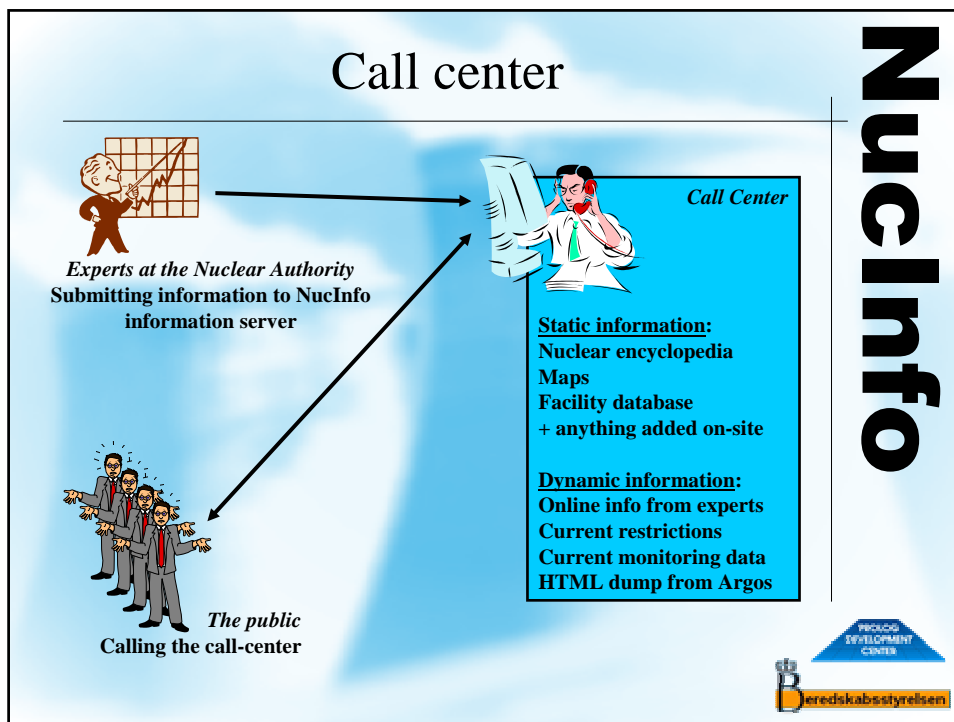 Call center
NucInfo
Experts at the Nuclear Authority
Submitting information to NucInfo
information server
Call Center
Static information:
Nuclear encyclopedia
Maps
Facility database
+ anything added on-site
Dynamic information:
Online info from experts
Current restrictions
Current monitoring data
HTML dump from Argos
The public
Calling the call-center
PROLOG
DEVELOPMENT
CENTER
Beredskabsstyrelsen